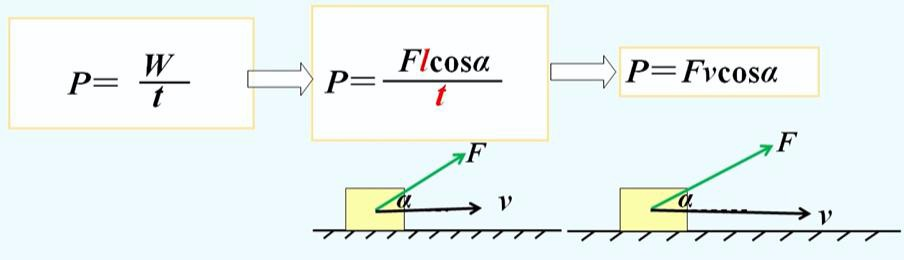 P= W/t
P= Flcosα/t
P=Fvcosα
F
α
v
F
α
v